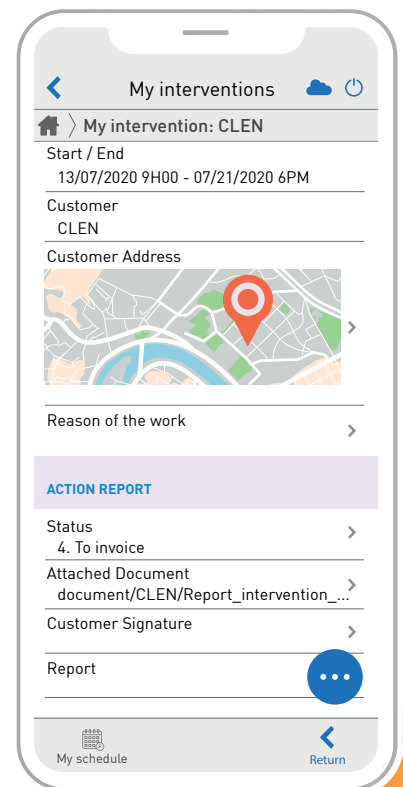 My interventions
My intervention: CLEN
Start / End
13/07/2020 9H00 - 07/21/2020 6PM
Customer
CLEN
Customer Address
Reason of the work
ACTION REPORT
Status
4. To invoice
Attached Document
document/CLEN/Report_intervention_...
Customer Signature
Report
My schedule
Return